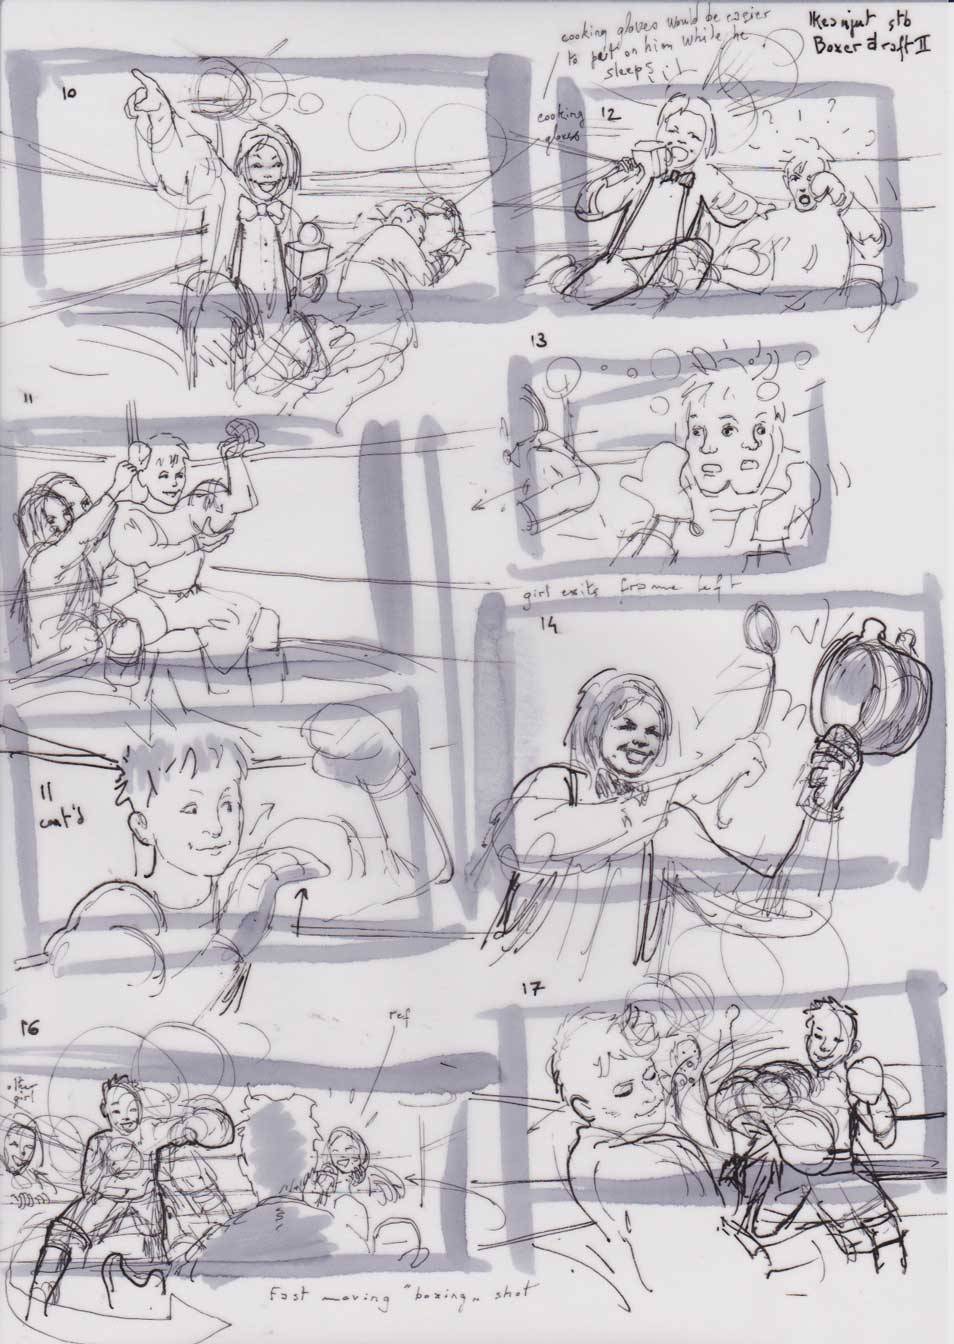 cooking gloves would be easier
to put on him while he
sleeps
stb
Boxer draft II
10
12
cooking
gloves
? ! ?
13
11
girl exits frame left
14
11
cont'd
16
17
ref
other
girl
Fast moving "boxing" shot